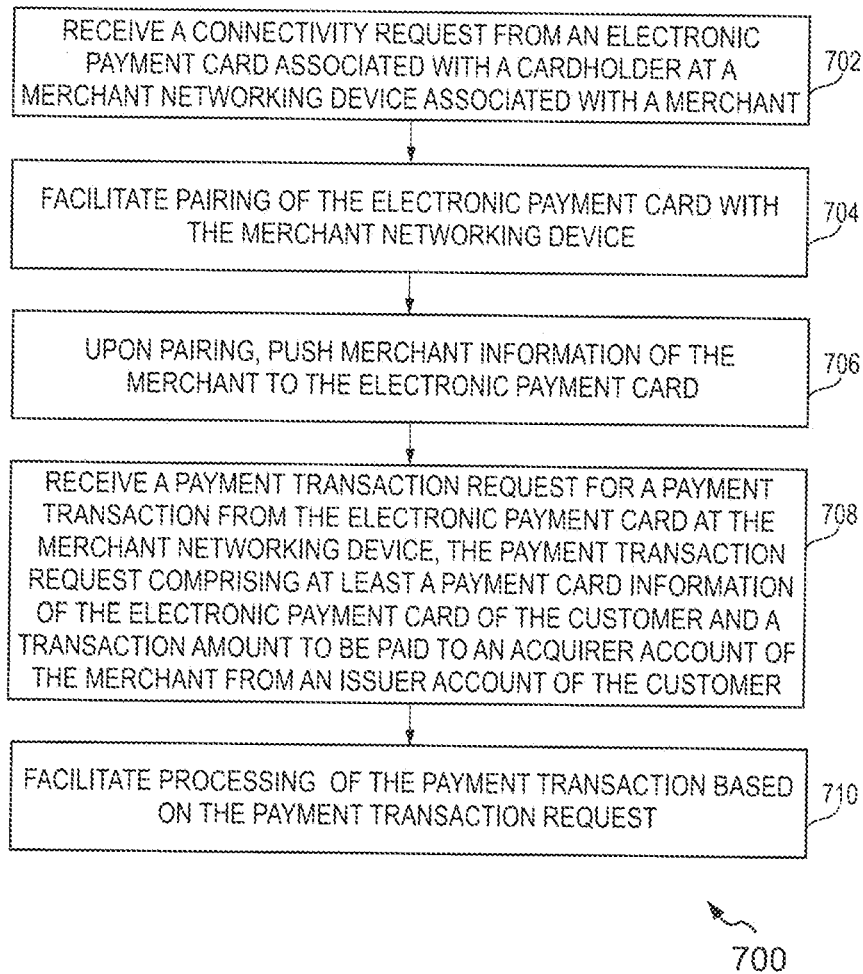 RECEIVE A CONNECTIVITY REQUEST FROM AN ELECTRONIC
PAYMENT CARD ASSOCIATED WITH A CARDHOLDER AT A
MERCHANT NETWORKING DEVICE ASSOCIATED WITH A MERCHANT
702
FACILITATE PAIRING OF THE ELECTRONIC PAYMENT CARD WITH
THE MERCHANT NETWORKING DEVICE
704
UPON PAIRING, PUSH MERCHANT INFORMATION OF THE
MERCHANT TO THE ELECTRONIC PAYMENT CARD
706
RECEIVE A PAYMENT TRANSACTION REQUEST FOR A PAYMENT
TRANSACTION FROM THE ELECTRONIC PAYMENT CARD AT THE
MERCHANT NETWORKING DEVICE, THE PAYMENT TRANSACTION
REQUEST COMPRISING AT LEAST A PAYMENT CARD INFORMATION
OF THE ELECTRONIC PAYMENT CARD OF THE CUSTOMER AND A
TRANSACTION AMOUNT TO BE PAID TO AN ACQUIRER ACCOUNT OF
THE MERCHANT FROM AN ISSUER ACCOUNT OF THE CUSTOMER
708
FACILITATE PROCESSING OF THE PAYMENT TRANSACTION BASED
ON THE PAYMENT TRANSACTION REQUEST
710
700